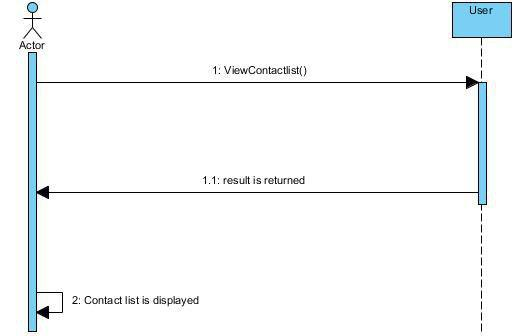 User
Actor
1: ViewContactlist()
1.1: result is returned
2: Contact list is displayed